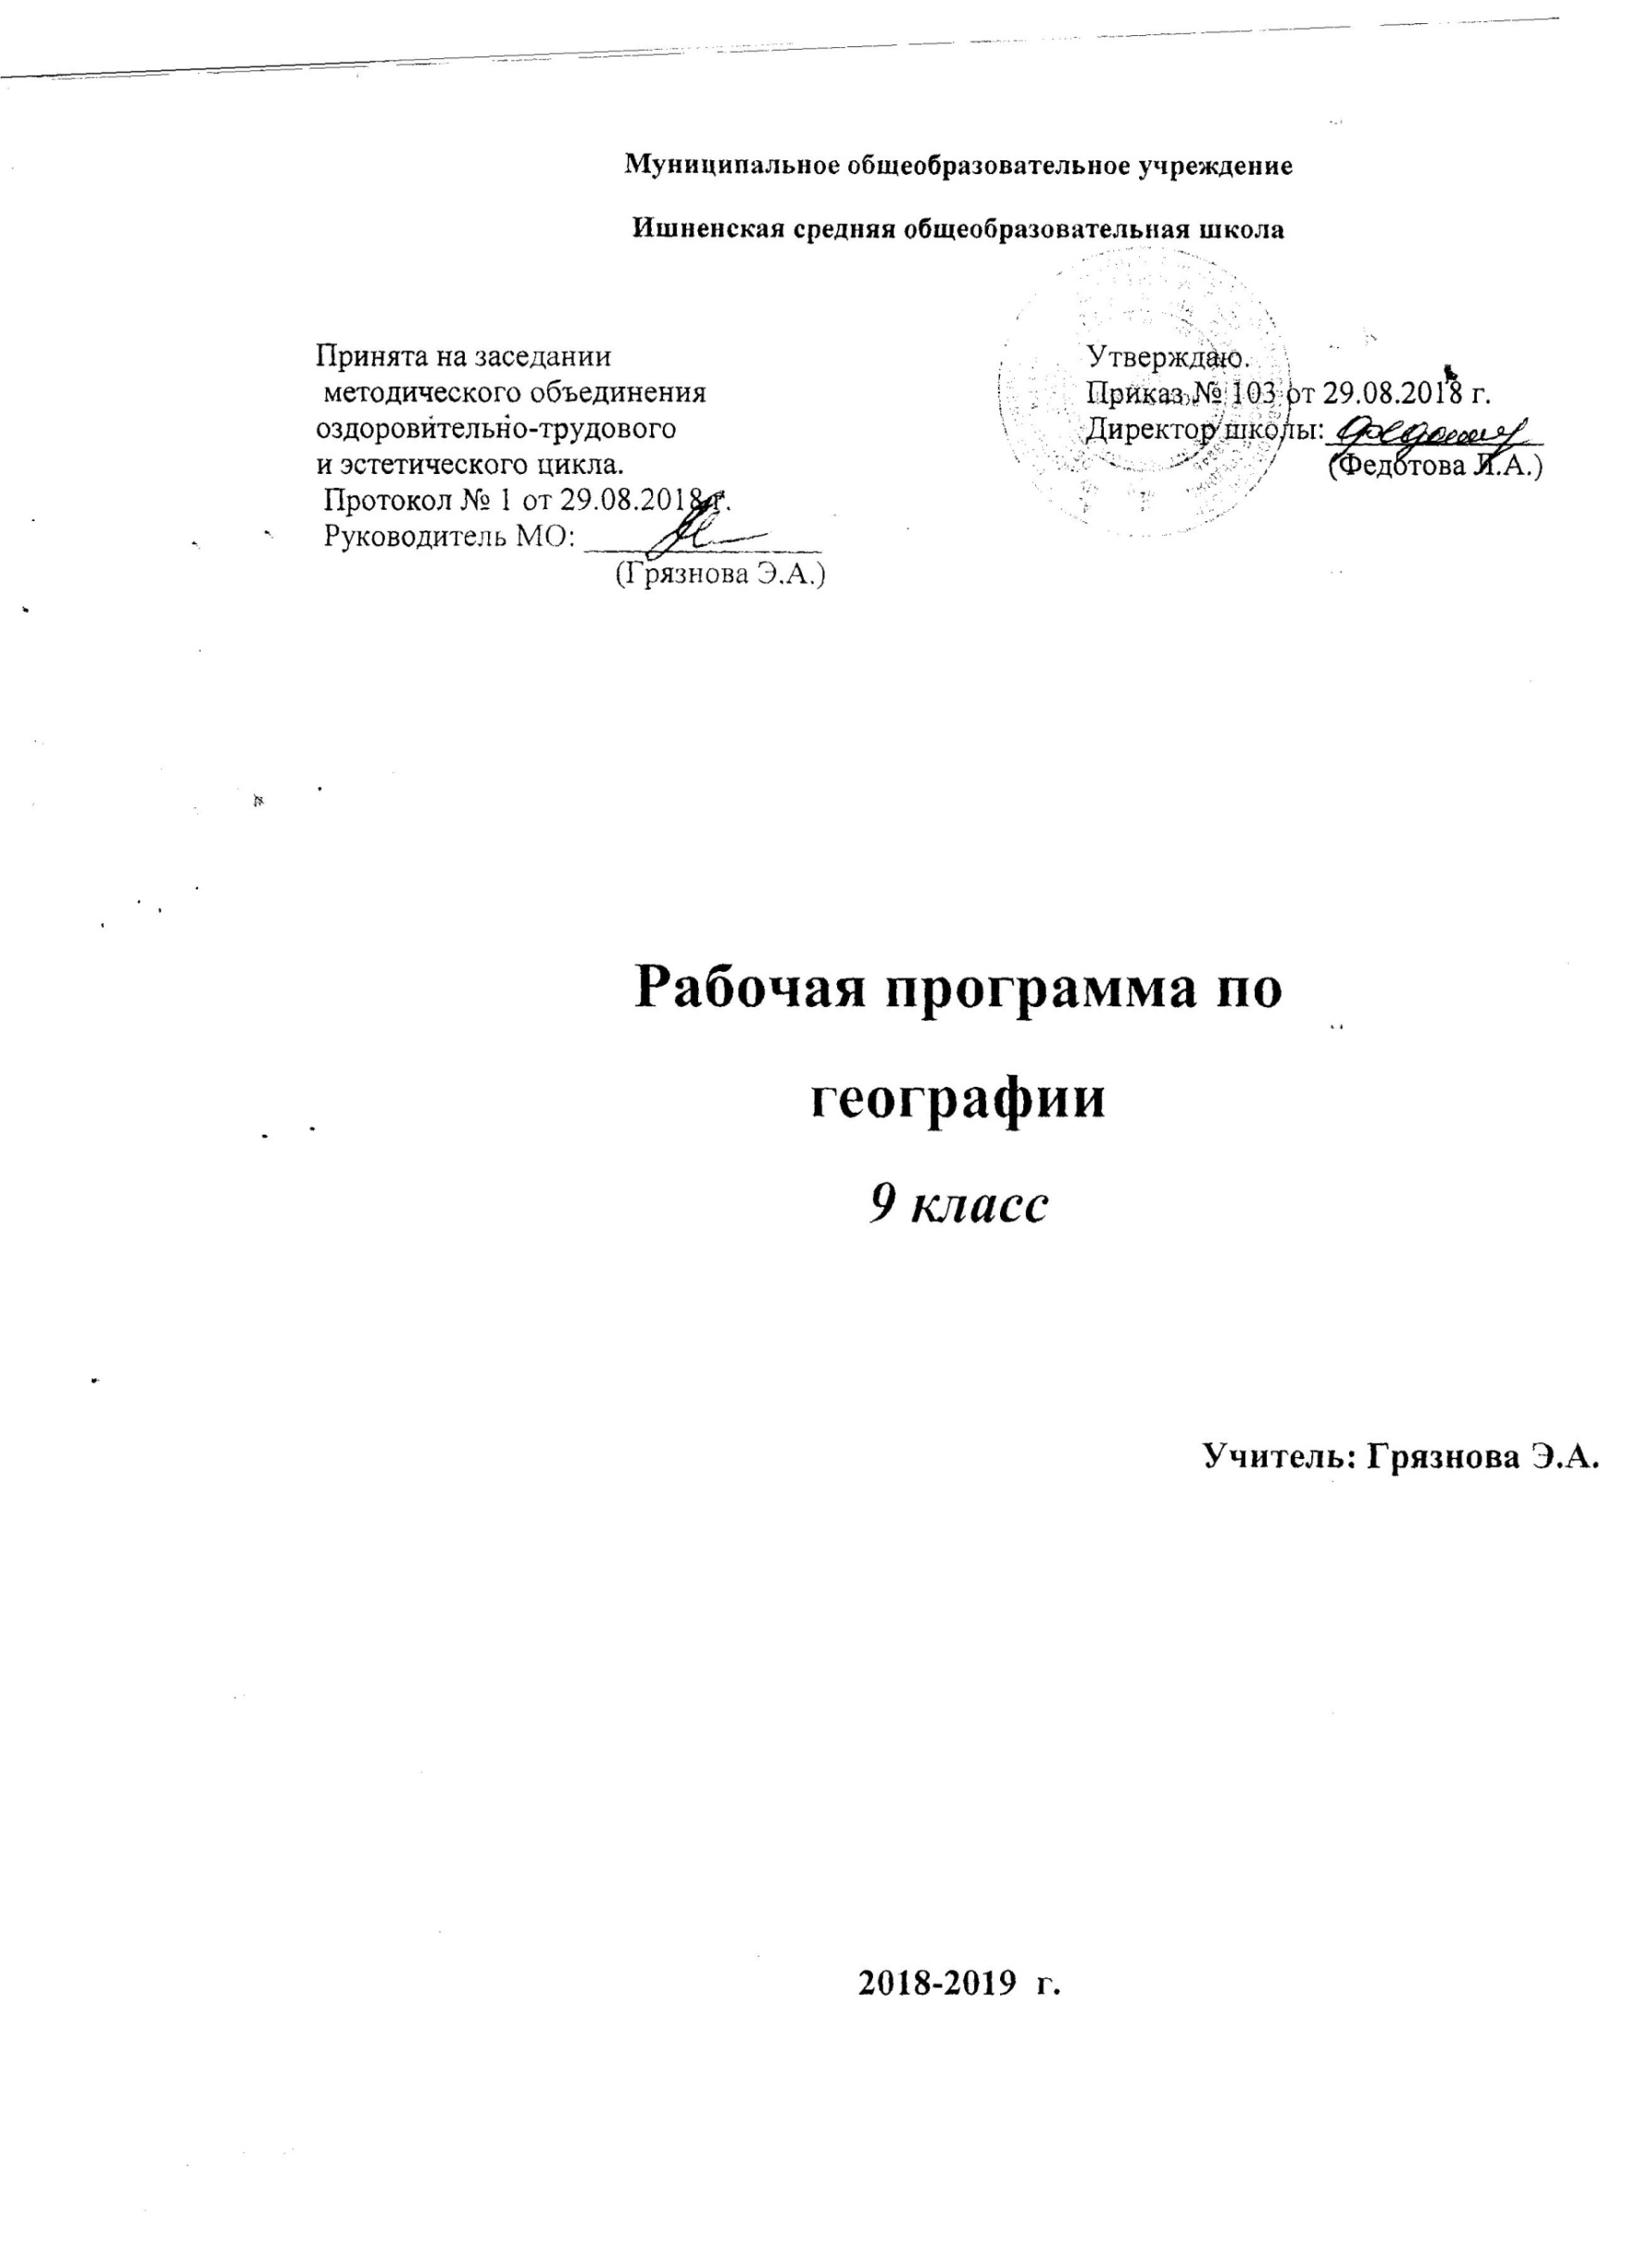 Муниципальное общеобразовательное учреждение
Ишненская средняя общеобразовательная школа
Принята на заседании
методического объединения
оздоровительно-трудового
и эстетического цикла.
Протокол № 1 от 29.08.2018 г.
Руководитель МО:
(Грязнова Э.А.)
Утверждаю.
Приказ № 103 от 29.08.2018 г.
Директор школы:
(Федотова Л.А.)
Рабочая программа по
географии
9 класс
Учитель: Грязнова Э.А.
2018-2019 г.